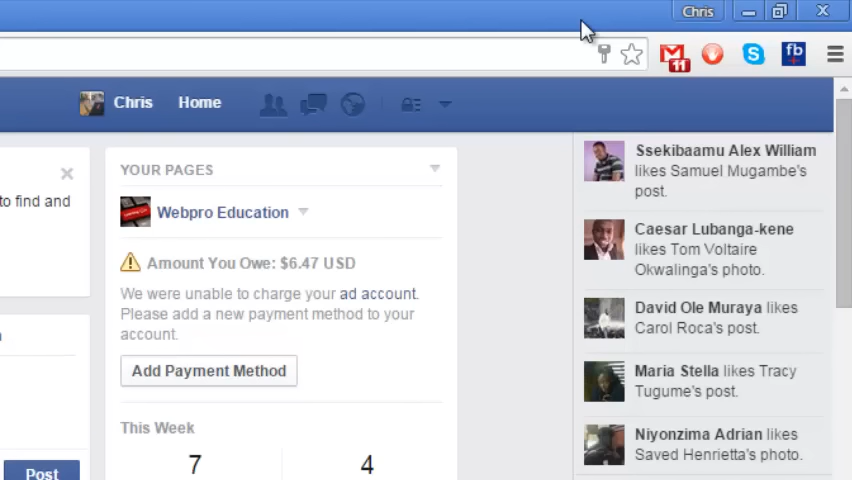 Chris
11
fb
Chris
Home
to find and
YOUR PAGES
Webpro Education
Amount You Owe: $6.47 USD
We were unable to charge your ad account.
Please add a new payment method to your
account.
Add Payment Method
This Week
7
4
Post
Ssekibaamu Alex William
likes Samuel Mugambe's
post.
Caesar Lubanga-kene
likes Tom Voltaire
Okwalinga's photo.
David Ole Muraya likes
Carol Roca's post.
Maria Stella likes Tracy
Tugume's post.
Niyonzima Adrian likes
Saved Henrietta's photo.